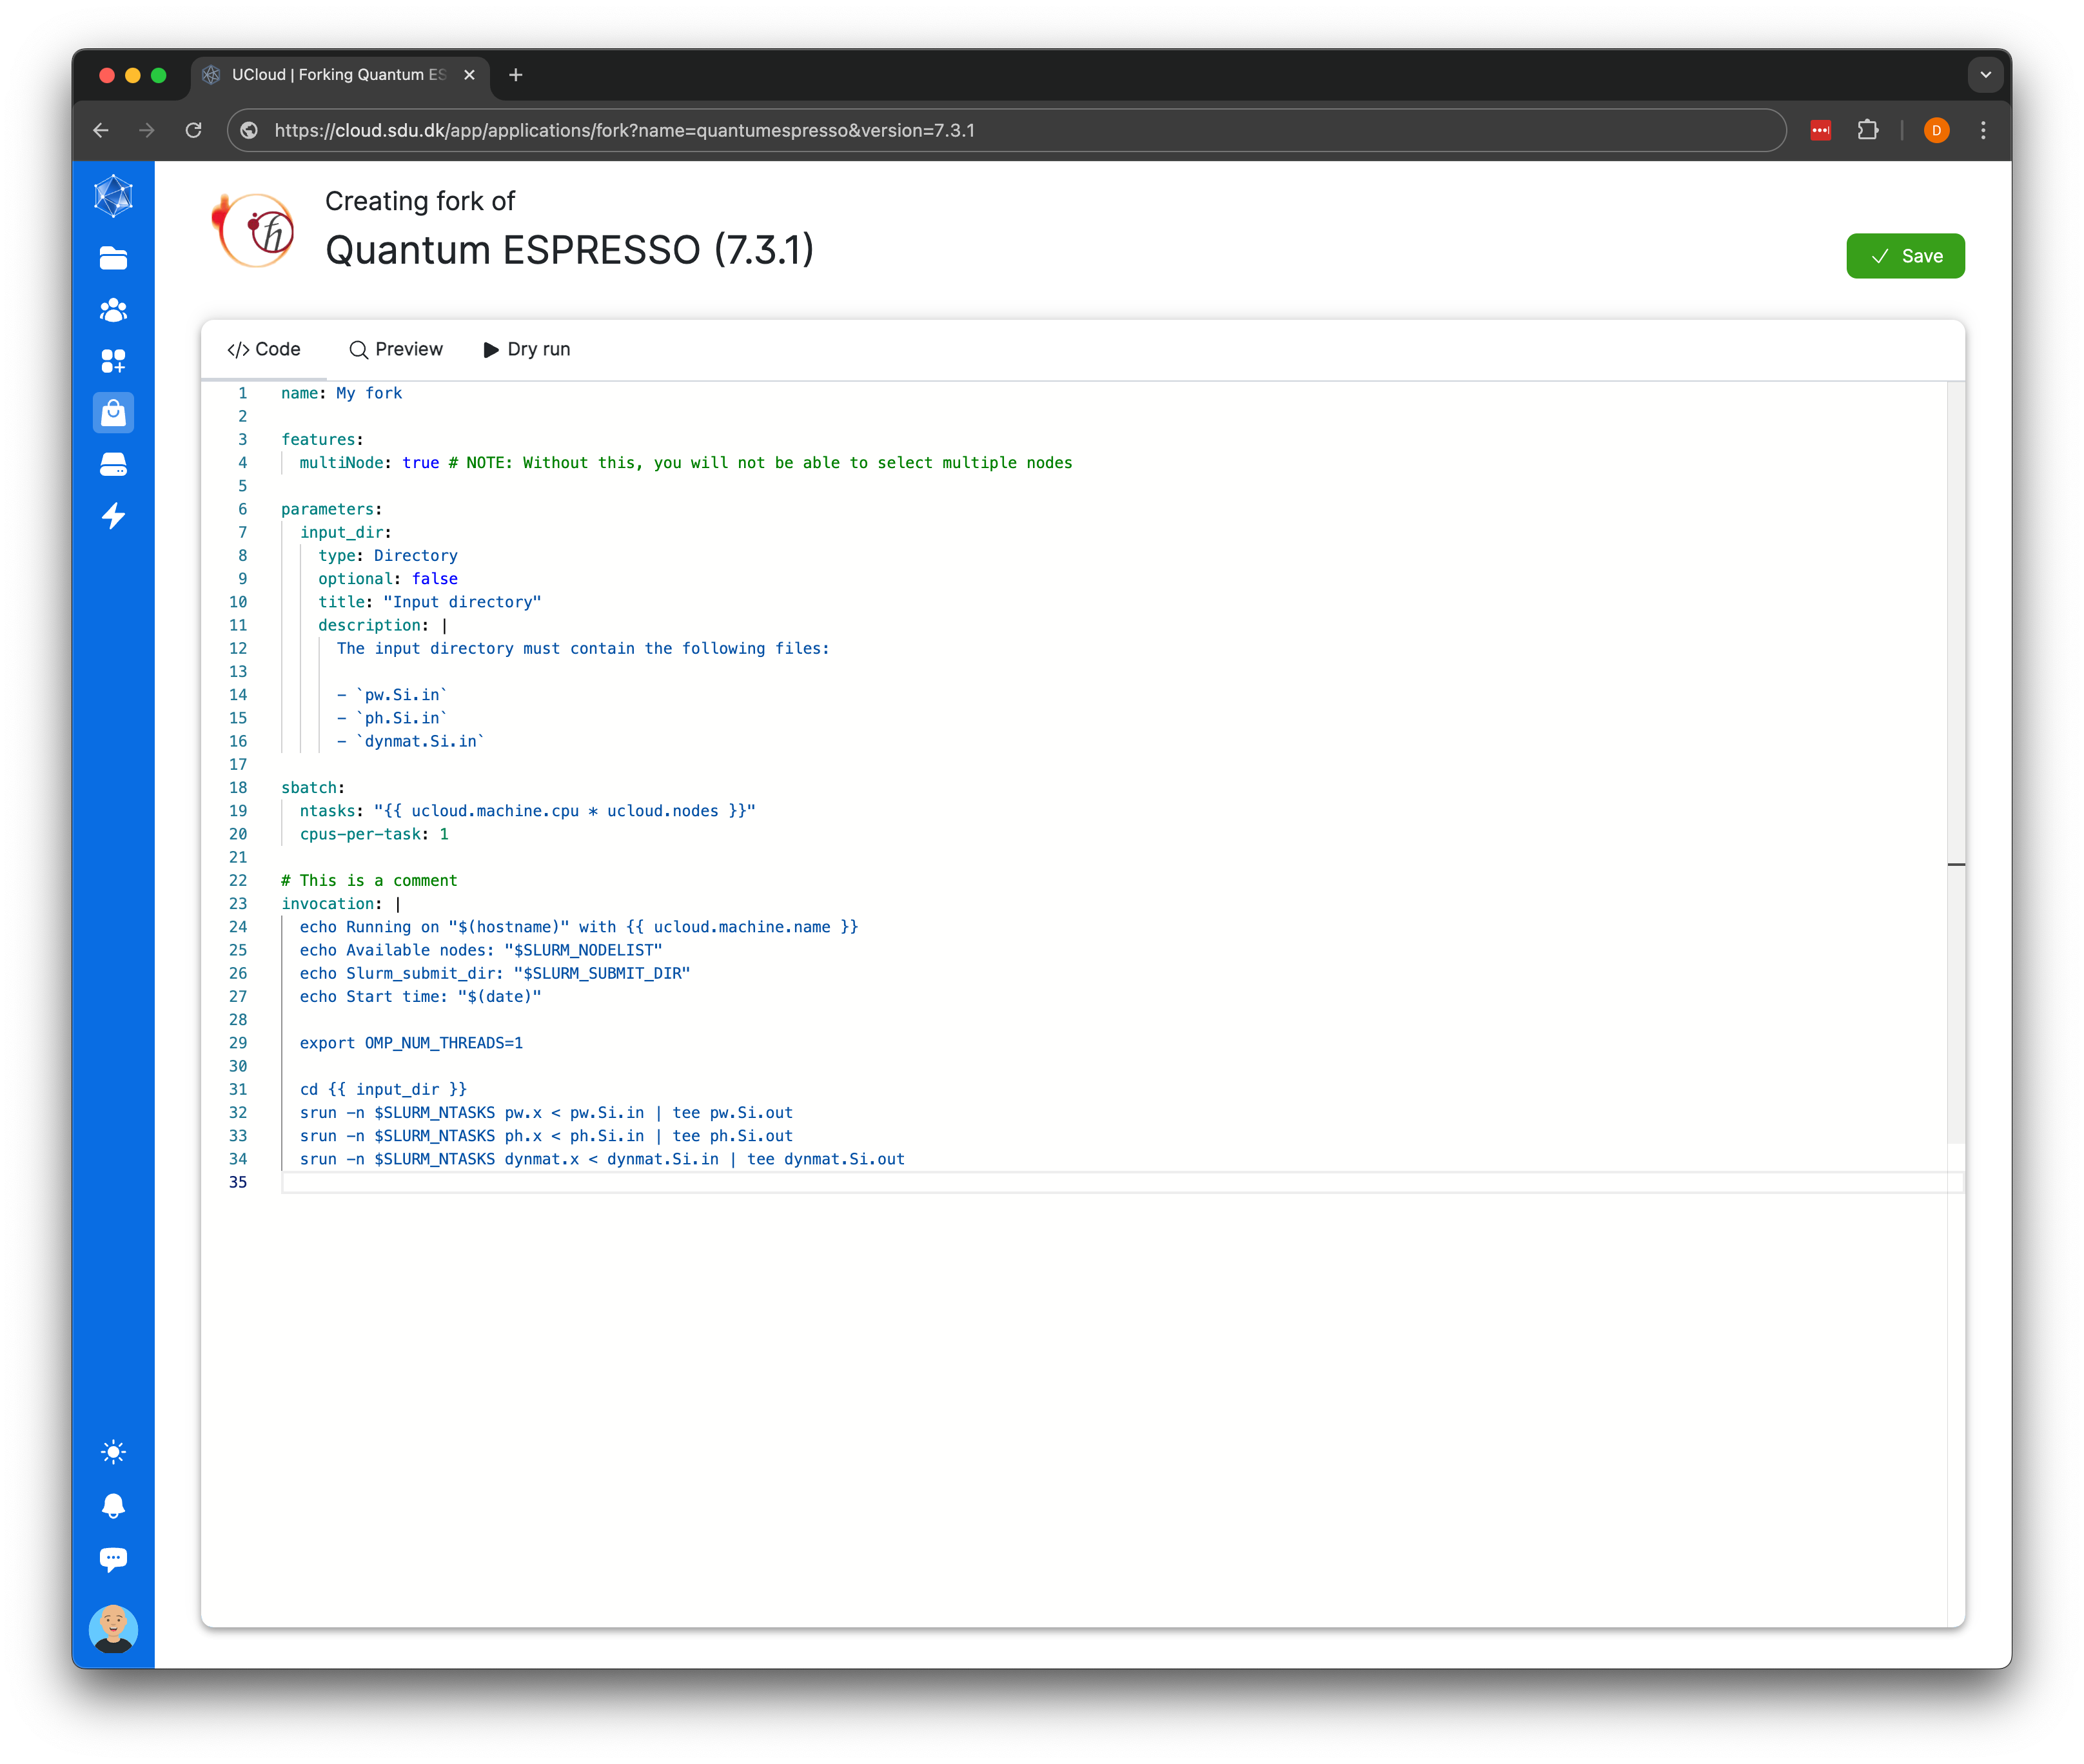 UCloud | Forking Quantum ES
https://cloud.sdu.dk/app/applications/fork?name=quantumespresso&version=7.3.1
D
Creating fork of
Quantum ESPRESSO (7.3.1)
Save
</> Code
Preview
Dry run
1 name: My fork
2
3 features:
4 multiNode: true # NOTE: Without this, you will not be able to select multiple nodes
5
6 parameters:
7 input_dir:
8 type: Directory
9 optional: false
10 title: "Input directory"
11 description: |
12 The input directory must contain the following files:
13
14 - `pw.Si.in`
15 - `ph.Si.in`
16 - `dynmat.Si.in`
17
18 sbatch:
19 ntasks: "{{ ucloud.machine.cpu * ucloud.nodes }}"
20 cpus-per-task: 1
21
22 # This is a comment
23 invocation: |
24 echo Running on "$(hostname)" with {{ ucloud.machine.name }}
25 echo Available nodes: "$SLURM_NODELIST"
26 echo Slurm_submit_dir: "$SLURM_SUBMIT_DIR"
27 echo Start time: "$(date)"
28
29 export OMP_NUM_THREADS=1
30
31 cd {{ input_dir }}
32 srun -n $SLURM_NTASKS pw.x < pw.Si.in | tee pw.Si.out
33 srun -n $SLURM_NTASKS ph.x < ph.Si.in | tee ph.Si.out
34 srun -n $SLURM_NTASKS dynmat.x < dynmat.Si.in | tee dynmat.Si.out
35